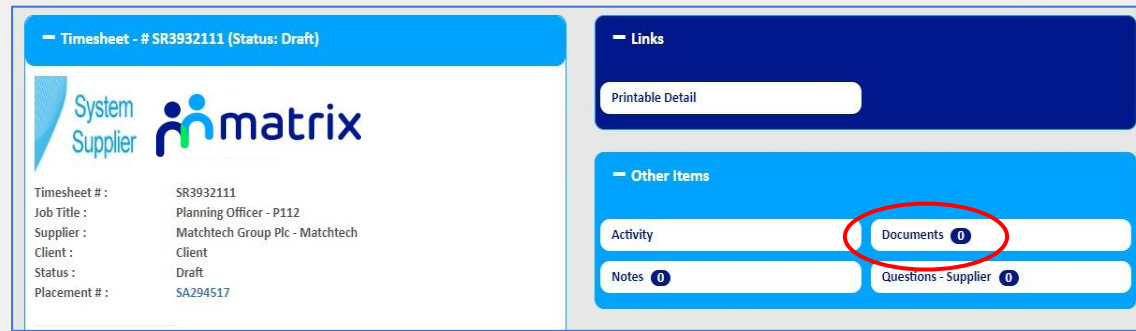 Timesheet - # SR3932111 (Status: Draft)
System
Supplier
matrix
Timesheet # : SR3932111
Job Title : Planning Officer - P112
Supplier : Matchtech Group Plc - Matchtech
Client : Client
Status : Draft
Placement # : SA294517
Links
Printable Detail
Other Items
Activity
Documents 0
Notes 0
Questions - Supplier 0